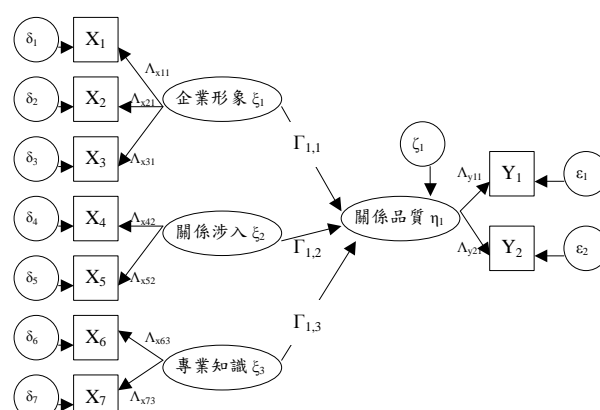 δ1 X1
Λx11
δ2 X2 Λx21 企業形象 ξ1
δ3 X3 Λx31
Γ1,1
ζ1
δ4 X4 Λx42
關係涉入 ξ2
Γ1,2
關係品質 η1
Λy11 Y1 ε1
Λy21 Y2 ε2
δ5 X5 Λx52
Γ1,3
δ6 X6 Λx63
專業知識 ξ3
δ7 X7 Λx73